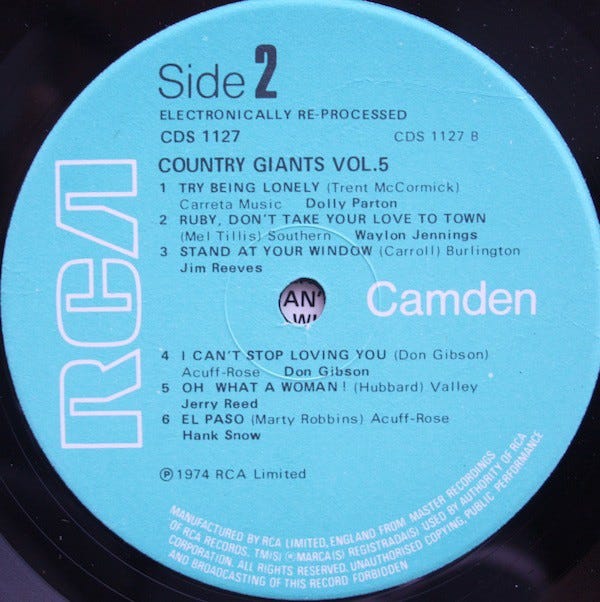 Side 2
ELECTRONICALLY RE-PROCESSED
CDS 1127 CDS 1127 B
COUNTRY GIANTS VOL.5
1 TRY BEING LONELY (Trent McCormick)
Carreta Music Dolly Parton
2 RUBY, DON'T TAKE YOUR LOVE TO TOWN
(Mel Tillis) Southern Waylon Jennings
3 STAND AT YOUR WINDOW (Carroll) Burlington
Jim Reeves
RCA
AN'
Camden
4 I CAN'T STOP LOVING YOU (Don Gibson)
Acuff-Rose Don Gibson
5 OH WHAT A WOMAN! (Hubbard) Valley
Jerry Reed
6 EL PASO (Marty Robbins) Acuff-Rose
Hank Snow
Ⓟ 1974 RCA Limited
MANUFACTURED BY RCA LIMITED, ENGLAND FROM MASTER RECORDINGS
OF RCA RECORDS. TM(S) ® MARCA(S) REGISTRADA(S) USED BY AUTHORITY OF RCA
CORPORATION. ALL RIGHTS RESERVED. UNAUTHORISED COPYING, PUBLIC PERFORMANCE
AND BROADCASTING OF THIS RECORD FORBIDDEN